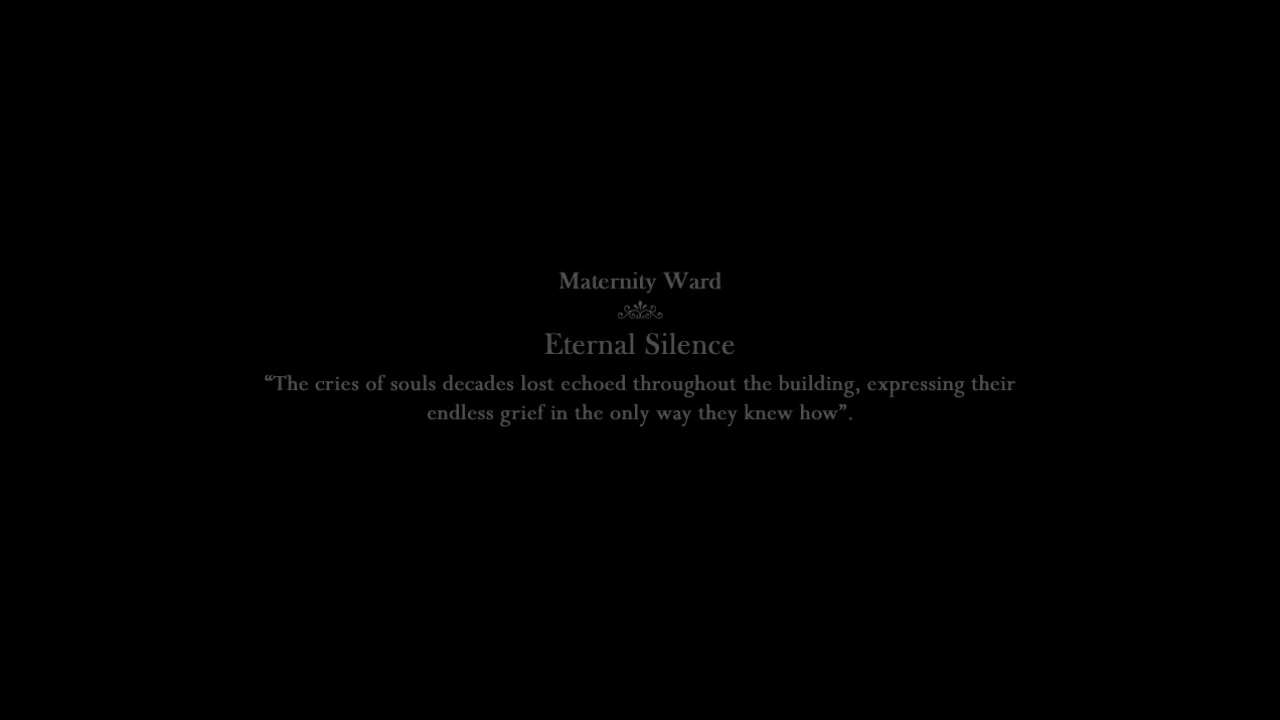 Maternity Ward
Eternal Silence
“The cries of souls decades lost echoed throughout the building, expressing their
endless grief in the only way they knew how”.